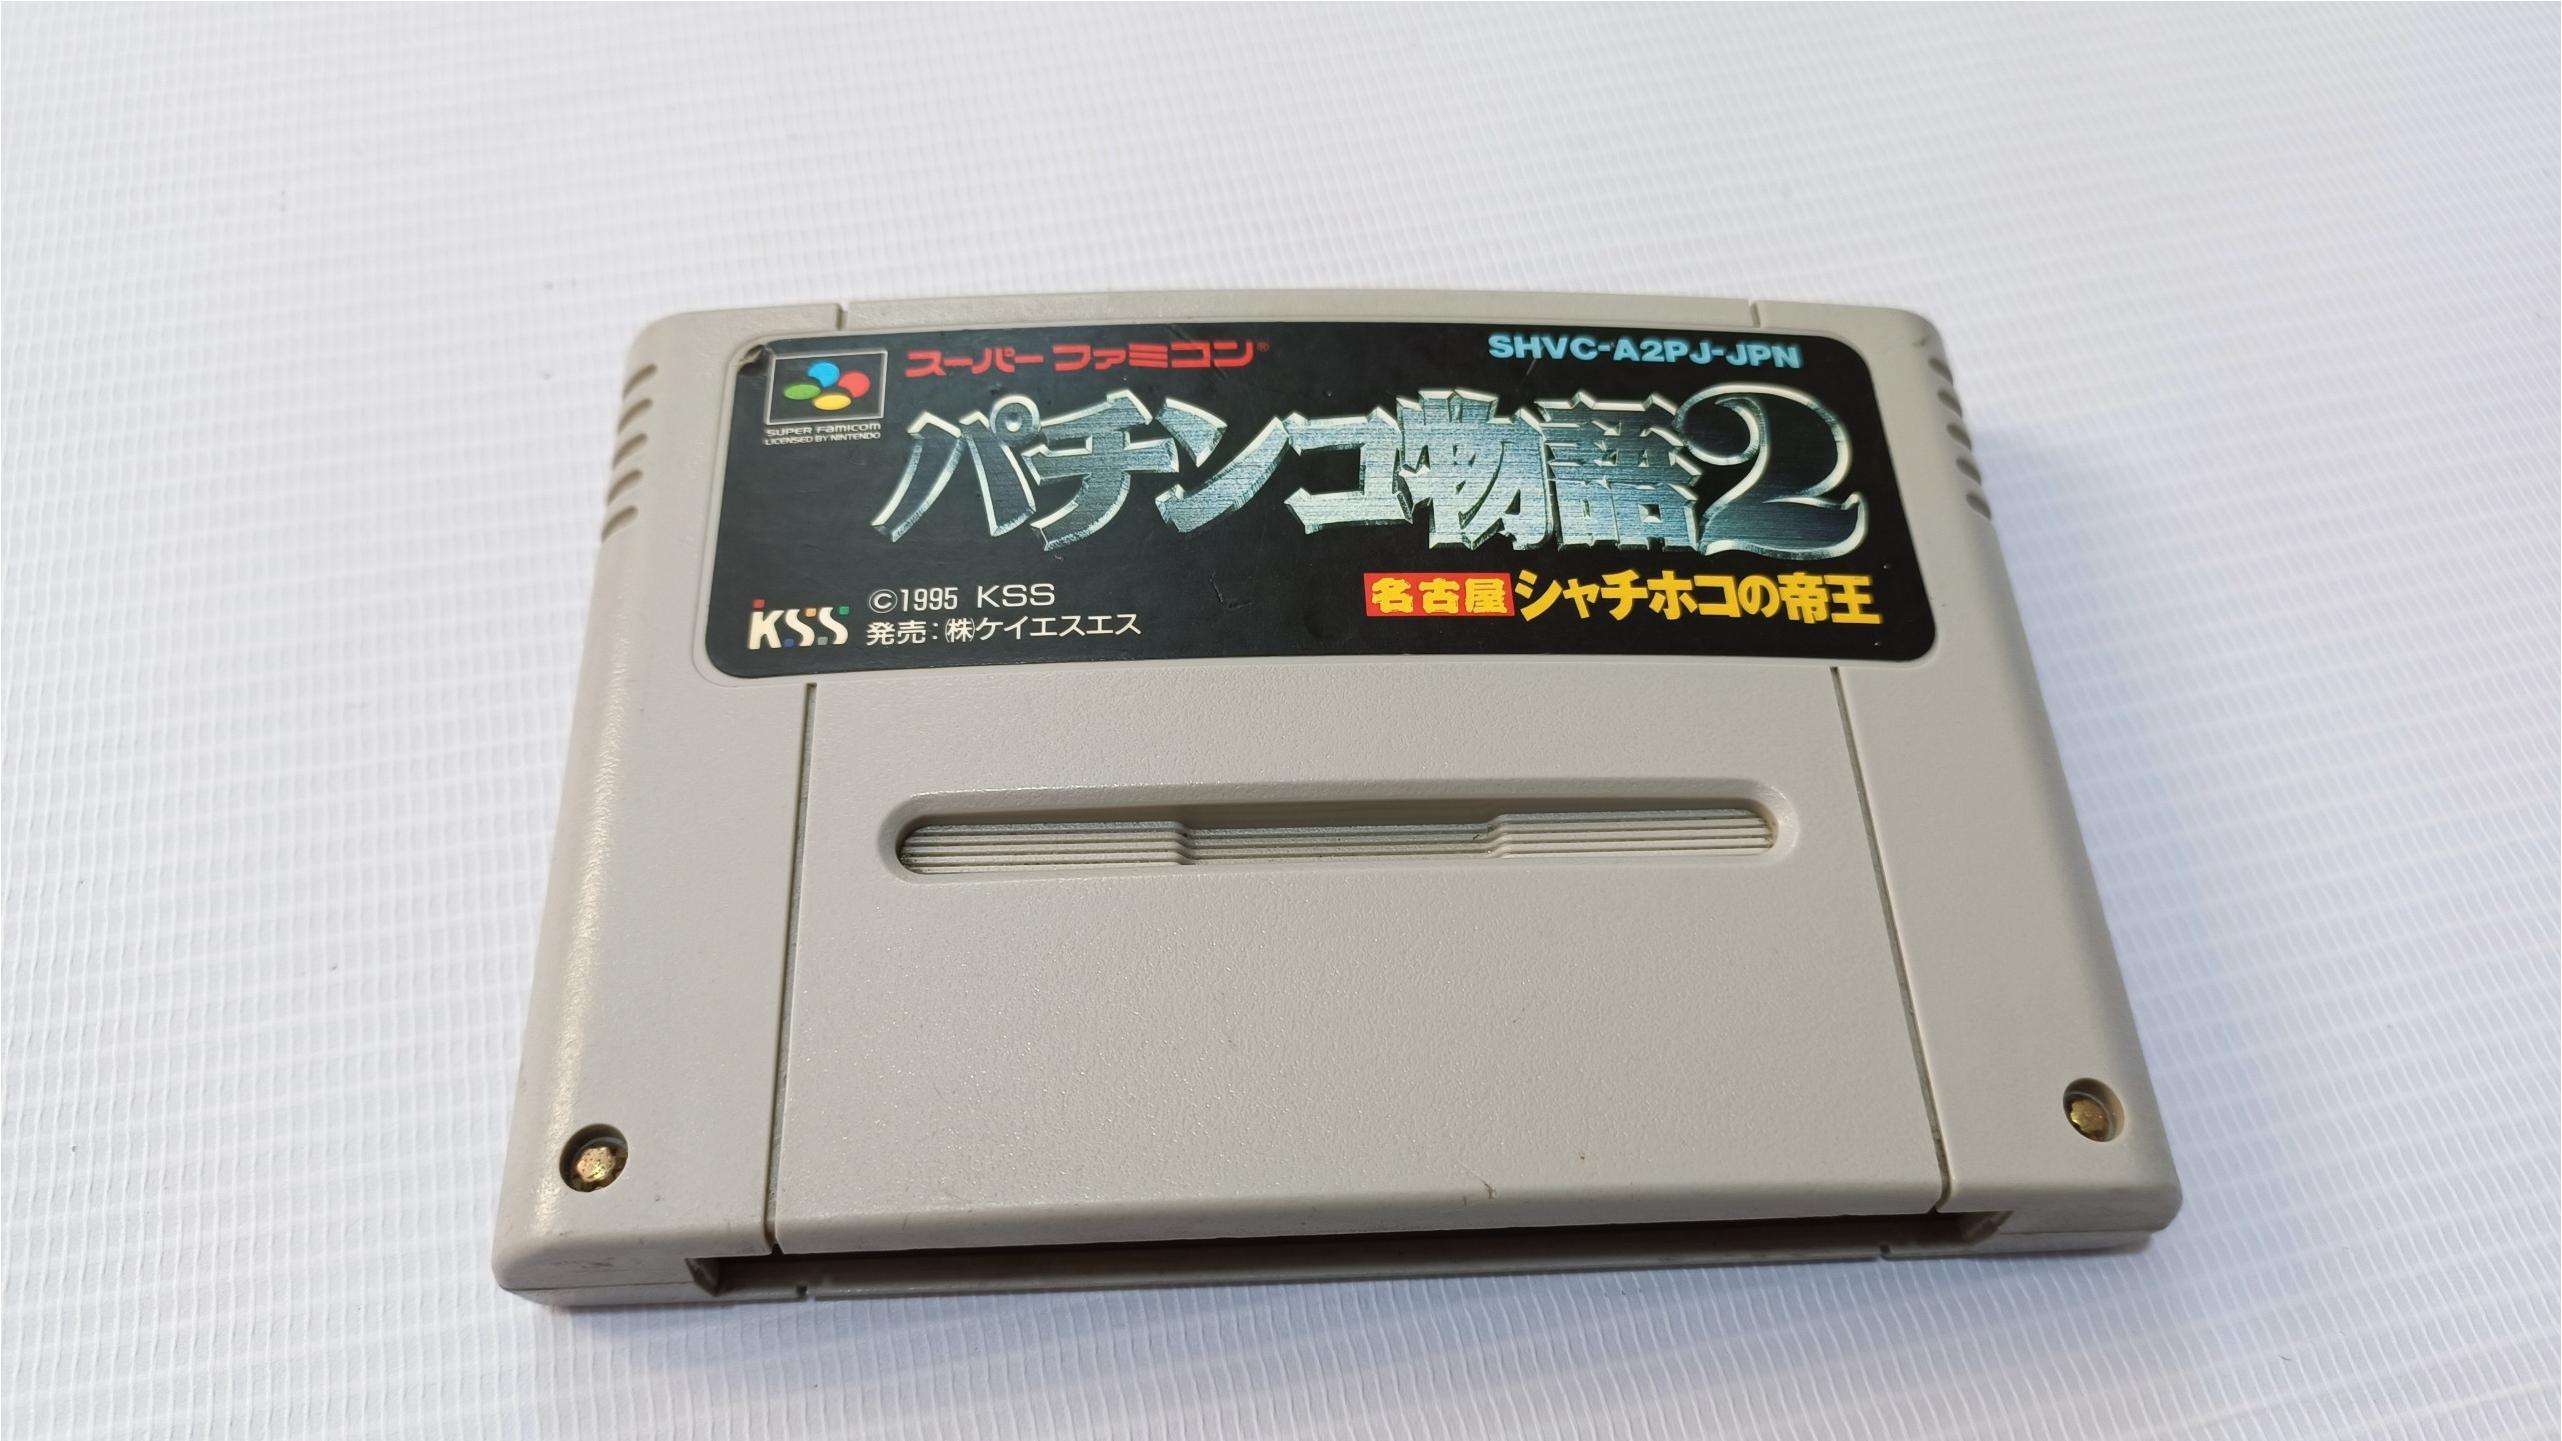 スーパーファミコン®
SHVC-A2PJ-JPN
SUPER FAMICOM
LICENSED BY NINTENDO
パチンコ物語2
名古屋シャチホコの帝王
KSS
©1995 KSS
発売:㈱ケイエスエス